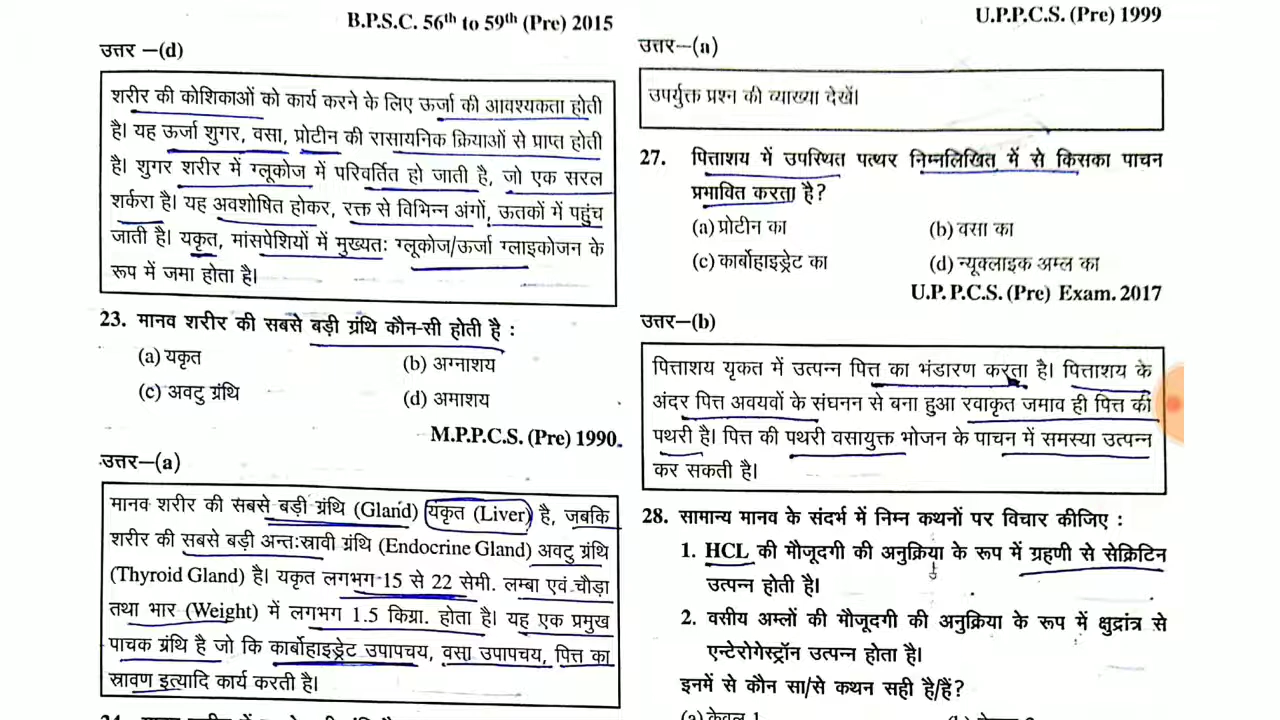 B.P.S.C. 56th to 59th (Pre) 2015
उत्तर –(d)
शरीर की कोशिकाओं को कार्य करने के लिए ऊर्जा की आवश्यकता होती
है। यह ऊर्जा शुगर, वसा, प्रोटीन की रासायनिक क्रियाओं से प्राप्त होती
है। शुगर शरीर में ग्लूकोज में परिवर्तित हो जाती है, जो एक सरल
शर्करा है। यह अवशोषित होकर, रक्त से विभिन्न अंगों, ऊतकों में पहुंच
जाती है। यकृत, मांसपेशियों में मुख्यतः ग्लूकोज/ऊर्जा ग्लाइकोजन के
रूप में जमा होता है।
23. मानव शरीर की सबसे बड़ी ग्रंथि कौन-सी होती है :
(a) यकृत (b) अग्नाशय
(c) अवटु ग्रंथि (d) अमाशय
M.P.P.C.S. (Pre) 1990.
उत्तर–(a)
मानव शरीर की सबसे बड़ी ग्रंथि (Gland) यकृत (Liver) है, जबकि
शरीर की सबसे बड़ी अन्तःस्रावी ग्रंथि (Endocrine Gland) अवटु ग्रंथि
(Thyroid Gland) है। यकृत लगभग 15 से 22 सेमी. लम्बा एवं चौड़ा
तथा भार (Weight) में लगभग 1.5 किग्रा. होता है। यह एक प्रमुख
पाचक ग्रंथि है जो कि कार्बोहाइड्रेट उपापचय, वसा उपापचय, पित्त का
स्रावण इत्यादि कार्य करती है।
U.P.P.C.S. (Pre) 1999
उत्तर–(a)
उपर्युक्त प्रश्न की व्याख्या देखें।
27. पित्ताशय में उपस्थित पत्थर निम्नलिखित में से किसका पाचन
प्रभावित करता है?
(a) प्रोटीन का (b) वसा का
(c) कार्बोहाइड्रेट का (d) न्यूक्लाइक अम्ल का
U.P. P.C.S. (Pre) Exam. 2017
उत्तर–(b)
पित्ताशय यृकत में उत्पन्न पित्त का भंडारण करता है। पित्ताशय के
अंदर पित्त अवयवों के संघनन से बना हुआ रवाकृत जमाव ही पित्त की
पथरी है। पित्त की पथरी वसायुक्त भोजन के पाचन में समस्या उत्पन्न
कर सकती है।
28. सामान्य मानव के संदर्भ में निम्न कथनों पर विचार कीजिए :
1. HCL की मौजूदगी की अनुक्रिया के रूप में ग्रहणी से सेक्रिटिन
उत्पन्न होती है।
2. वसीय अम्लों की मौजूदगी की अनुक्रिया के रूप में क्षुद्रांत्र से
एन्टेरोगेस्ट्रॉन उत्पन्न होता है।
इनमें से कौन सा/से कथन सही है/हैं?
(a) केवल 1